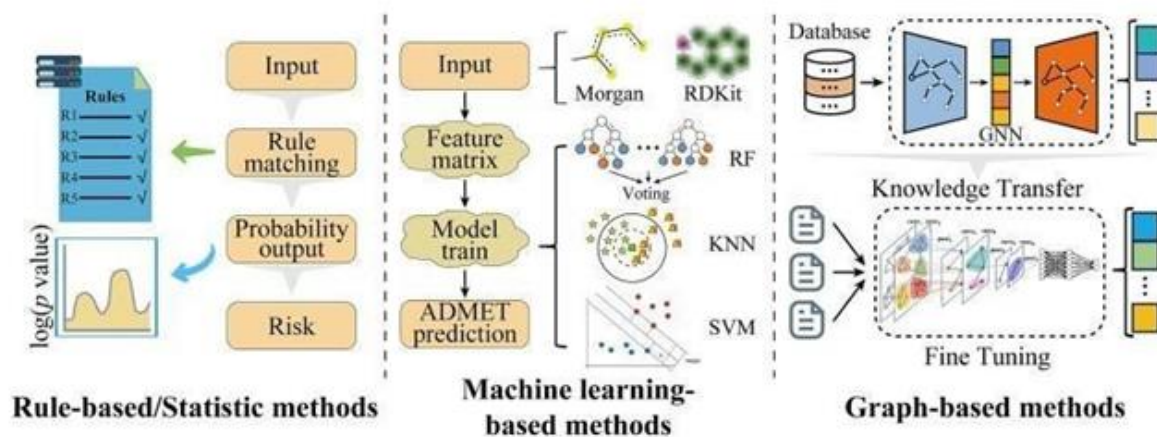 Rules
R1 √
R2 √
R3 √
R4 √
R5 √
log(p value)
Input
Rule
matching
Probability
output
Risk
Rule-based/Statistic methods
Input
Feature
matrix
Model
train
ADMET
prediction
Morgan
RDKit
RF
Voting
KNN
SVM
Machine learning-
based methods
Database
GNN
Knowledge Transfer
Fine Tuning
Graph-based methods